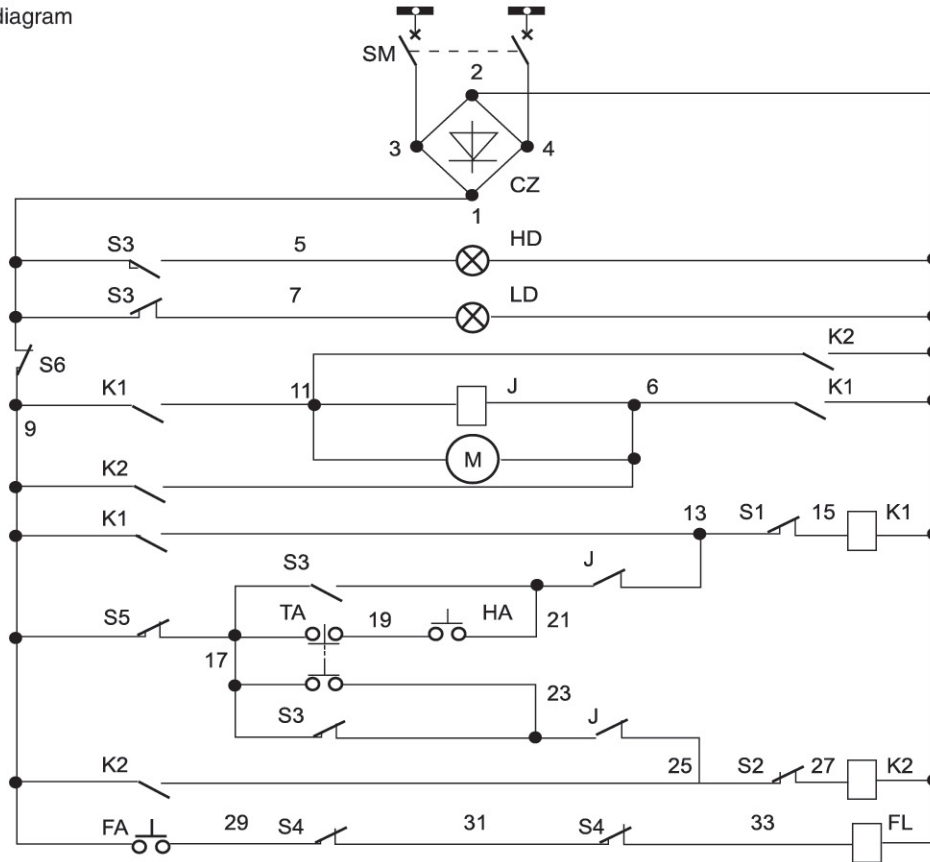 diagram
SM
2
3
4
CZ
1
S3
5
HD
S3
7
LD
S6
K2
K1
11
J
6
K1
9
M
K2
K1
13
S1
15
K1
S3
J
TA
19
HA
21
S5
17
23
S3
J
K2
25
S2
27
K2
FA
29
S4
31
S4
33
FL